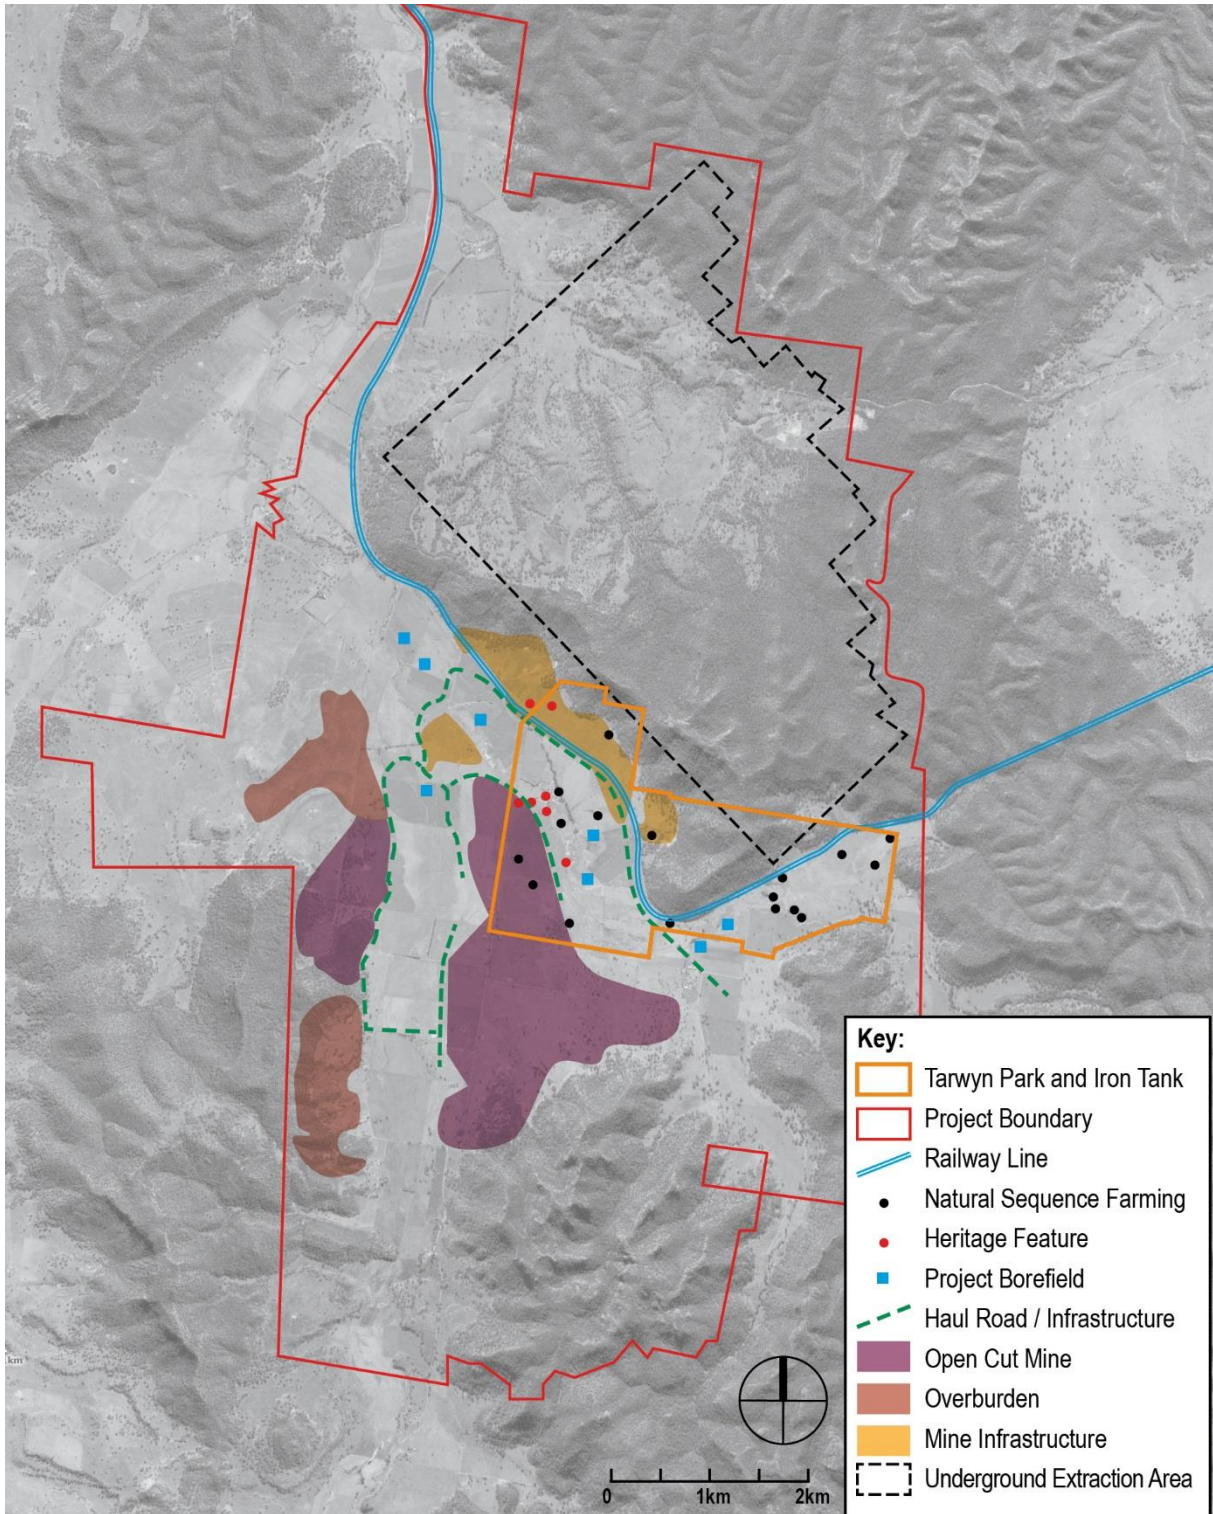 Key:
Tarwyn Park and Iron Tank
Project Boundary
Railway Line
Natural Sequence Farming
Heritage Feature
Project Borefield
Haul Road / Infrastructure
Open Cut Mine
Overburden
Mine Infrastructure
Underground Extraction Area
km
0 1km 2km